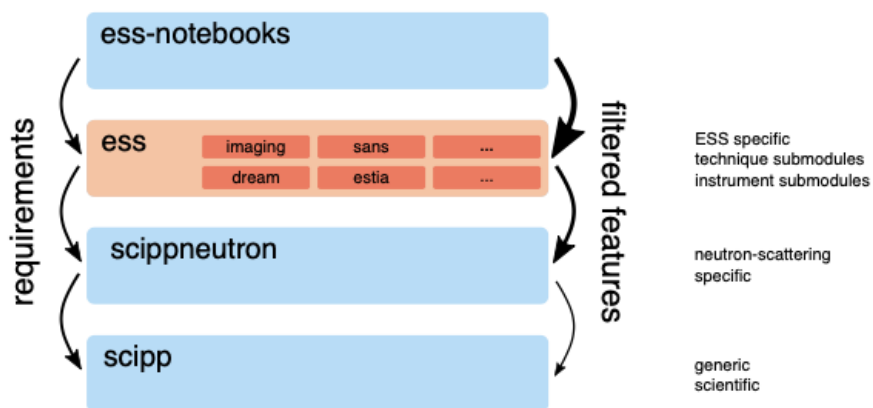 ess-notebooks
requirements
filtered features
ess
imaging
sans
...
dream
estia
...
ESS specific
technique submodules
instrument submodules
scippneutron
neutron-scattering
specific
scipp
generic
scientific